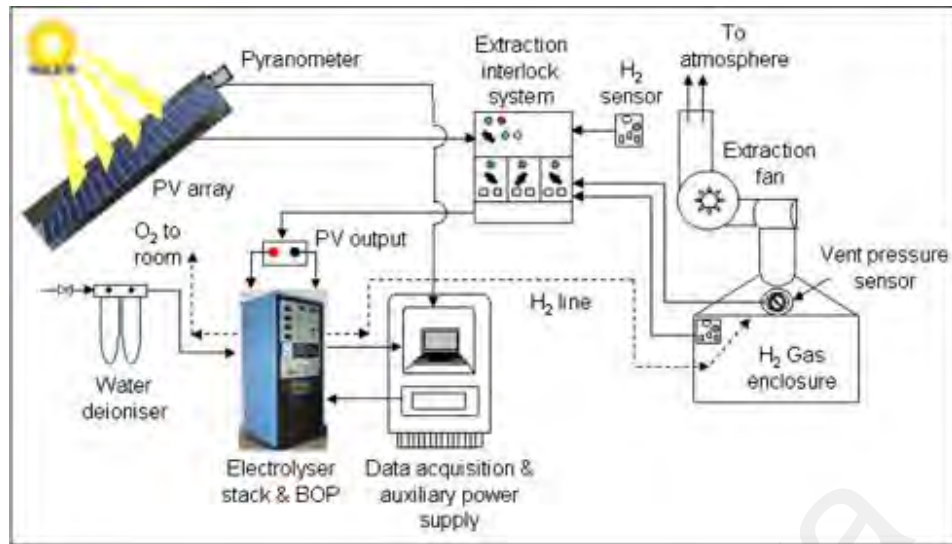 Pyranometer
PV array
Extraction
interlock
system
H₂
sensor
To
atmosphere
Extraction
fan
Vent pressure
sensor
O₂ to
room
PV output
H₂ line
H₂ Gas
enclosure
Water
deioniser
Electrolyser
stack & BOP
Data acquisition &
auxiliary power
supply